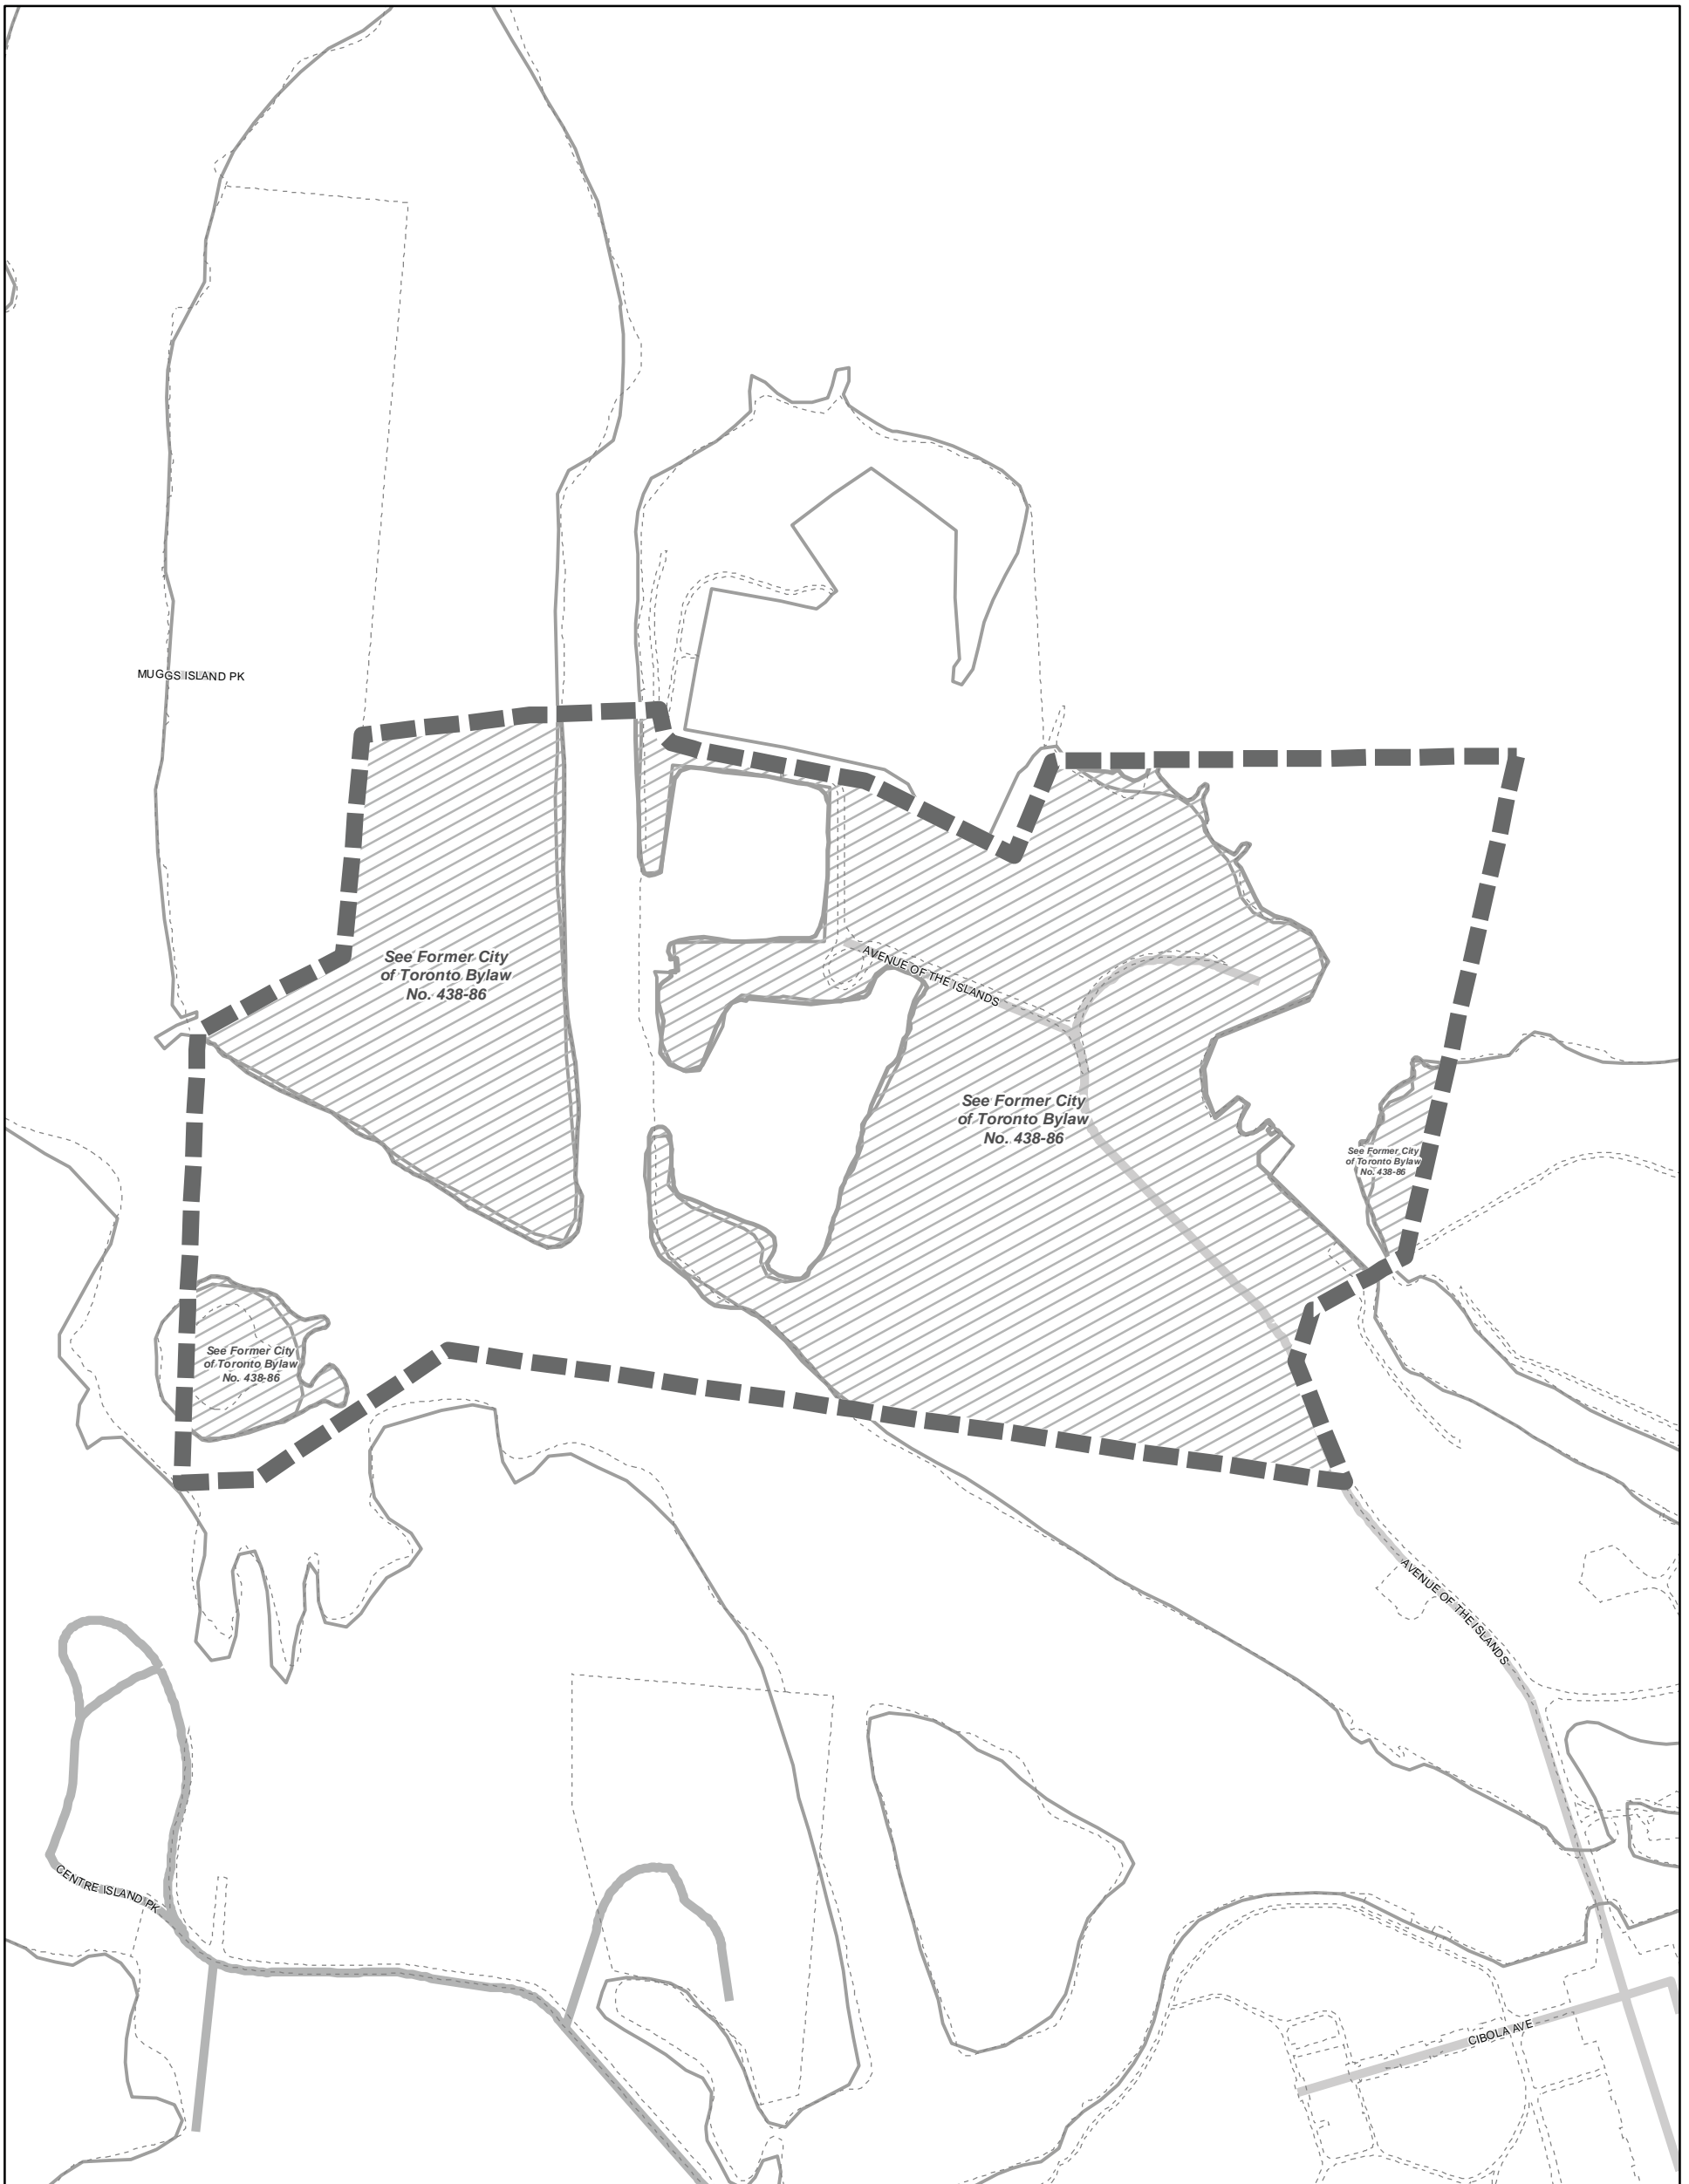 MUGGS ISLAND PK
See Former City
of Toronto Bylaw
No. 438-86
AVENUE OF THE ISLANDS
See Former City
of Toronto Bylaw
No. 438-86
See Former City
of Toronto Bylaw
No. 438-86
See Former City
of Toronto Bylaw
No. 438-86
AVENUE OF THE ISLANDS
CENTRE ISLAND PK
CIBOLA AVE